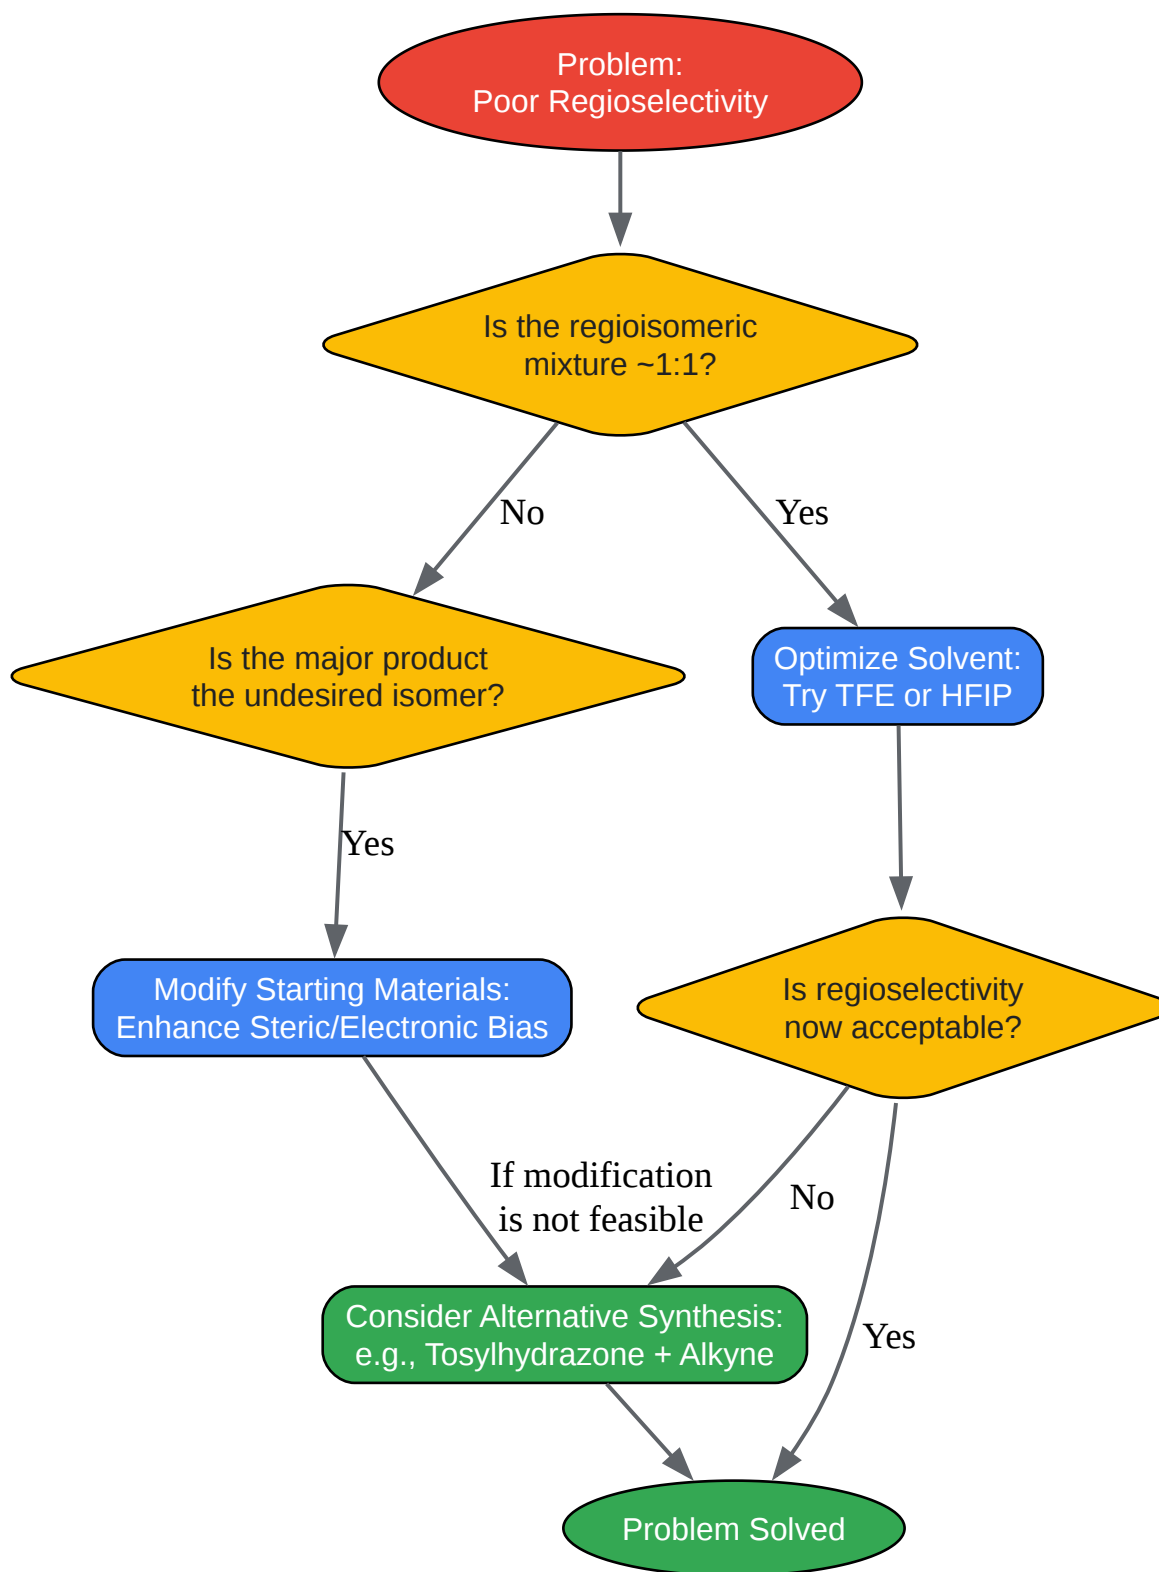 Problem:
Poor Regioselectivity
Is the regioisomeric
mixture ~1:1?
No
Yes
Is the major product
the undesired isomer?
Optimize Solvent:
Try TFE or HFIP
Yes
Modify Starting Materials:
Enhance Steric/Electronic Bias
Is regioselectivity
now acceptable?
If modification
is not feasible
No
Consider Alternative Synthesis:
e.g., Tosylhydrazone + Alkyne
Yes
Problem Solved